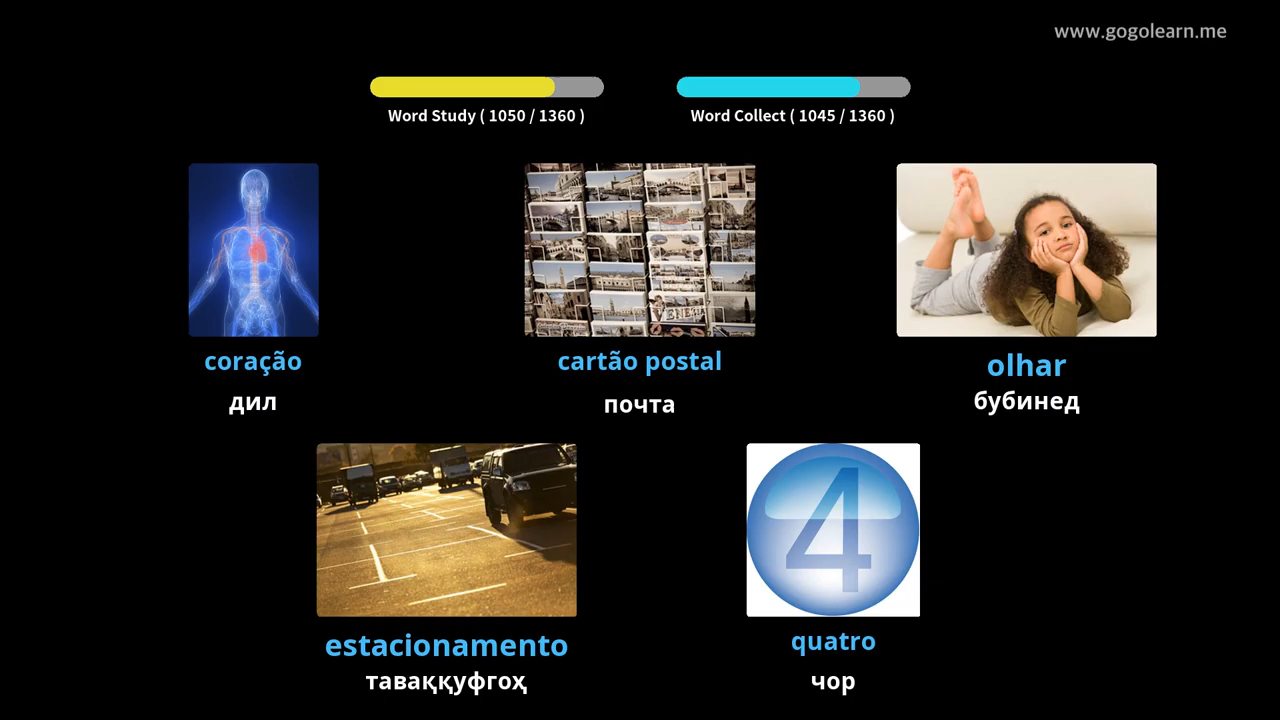 www.gogolearn.me
Word Study ( 1050 / 1360 )
Word Collect ( 1045 / 1360 )
coração
дил
cartão postal
почта
olhar
бубинед
estacionamento
таваққуфгоҳ
4
quatro
чор